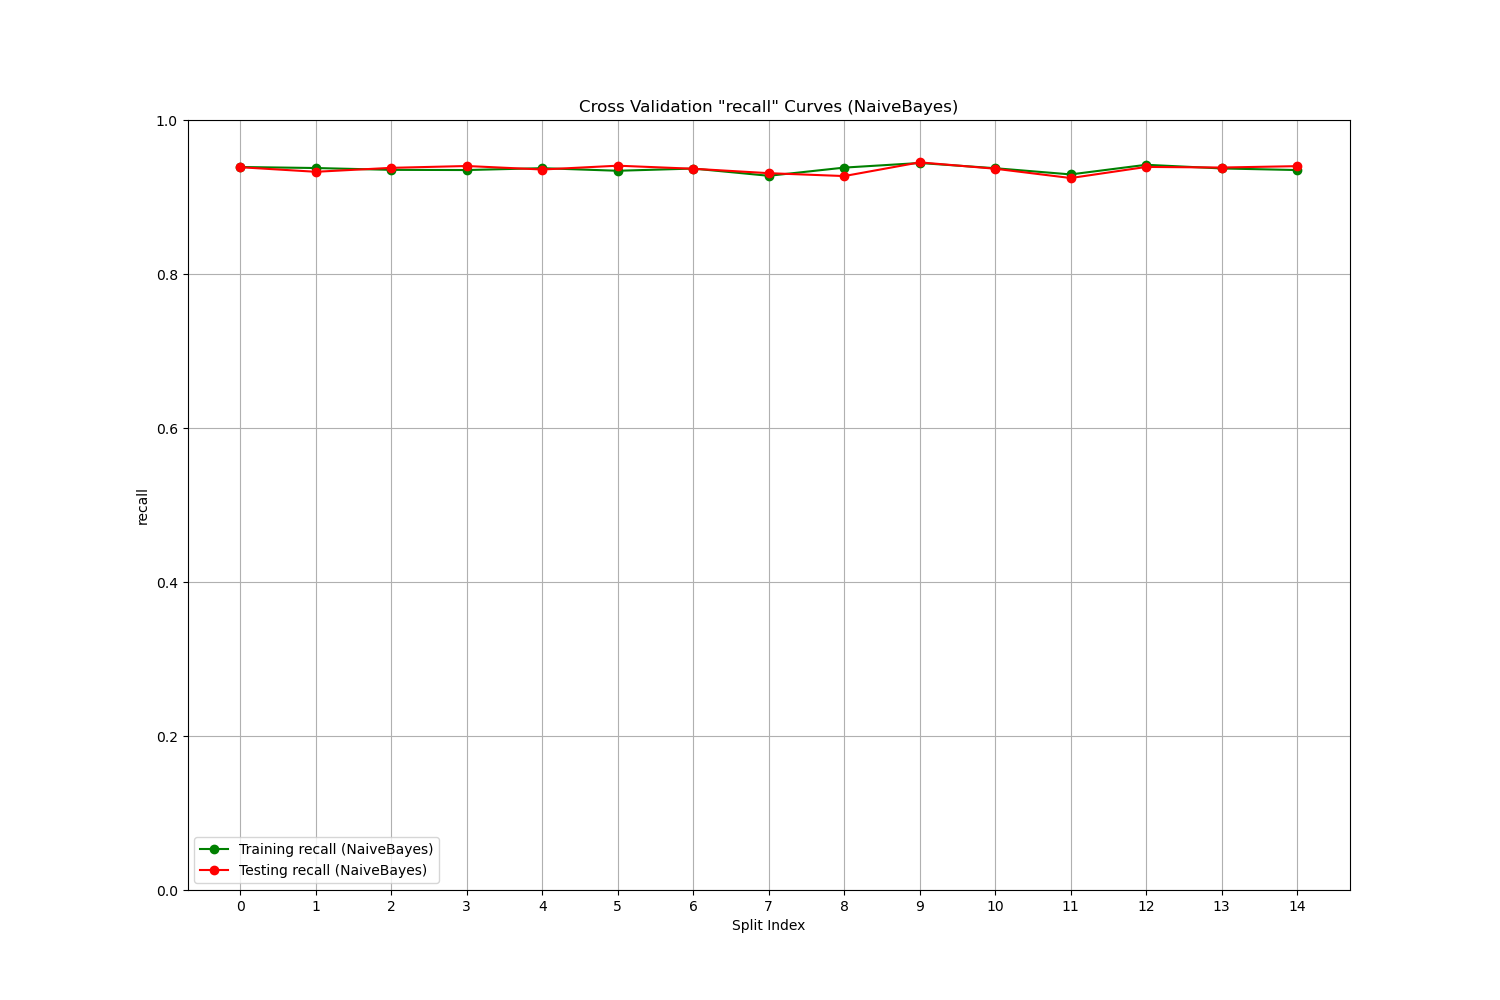 Cross Validation "recall" Curves (NaiveBayes)
1.0
0.8
0.6
0.4
0.2
0.0
recall
Training recall (NaiveBayes)
Testing recall (NaiveBayes)
0 1 2 3 4 5 6 7 8 9 10 11 12 13 14
Split Index